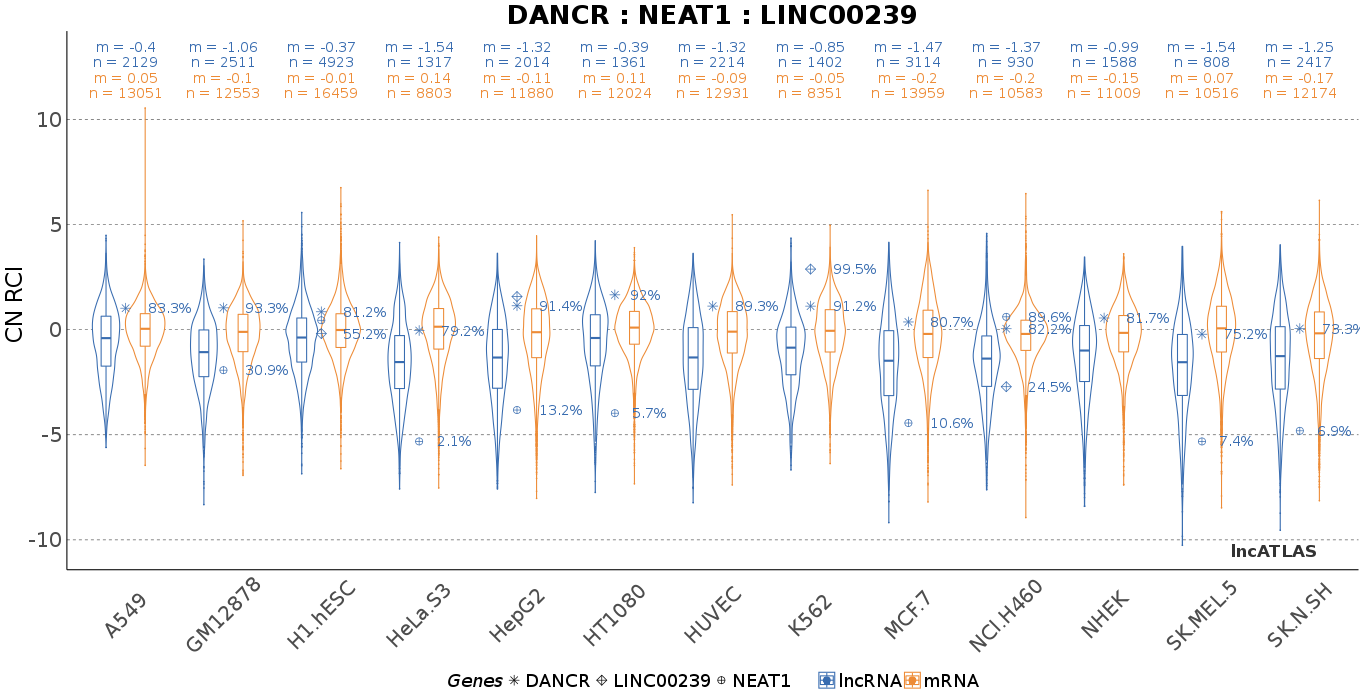 DANCR : NEAT1 : LINC00239
m = -0.4 m = -1.06 m = -0.37 m = -1.54 m = -1.32 m = -0.39 m = -1.32 m = -0.85 m = -1.47 m = -1.37 m = -0.99 m = -1.54 m = -1.25
n = 2129 n = 2511 n = 4923 n = 1317 n = 2014 n = 1361 n = 2214 n = 1402 n = 3114 n = 930 n = 1588 n = 808 n = 2417
m = 0.05 m = -0.1 m = -0.01 m = 0.14 m = -0.11 m = 0.11 m = -0.09 m = -0.05 m = -0.2 m = -0.2 m = -0.15 m = 0.07 m = -0.17
n = 13051 n = 12553 n = 16459 n = 8803 n = 11880 n = 12024 n = 12931 n = 8351 n = 13959 n = 10583 n = 11009 n = 10516 n = 12174
10
5
99.5%
92%
83.3% 93.3% 81.2% 91.4% 89.3% 91.2%
89.6% 81.7%
80.7%
0
55.2% 79.2% 82.2% 75.2% 73.3%
30.9%
24.5%
13.2% 5.7%
10.6%
-5
2.1% 7.4% 6.9%
-10
CN RCI
lncATLAS
A549 GM12878 H1.hESC HeLa.S3 HepG2 HT1080 HUVEC K562 MCF.7 NCI.H460 NHEK SK.MEL.5 SK.N.SH
Genes DANCR LINC00239 NEAT1 lncRNA mRNA